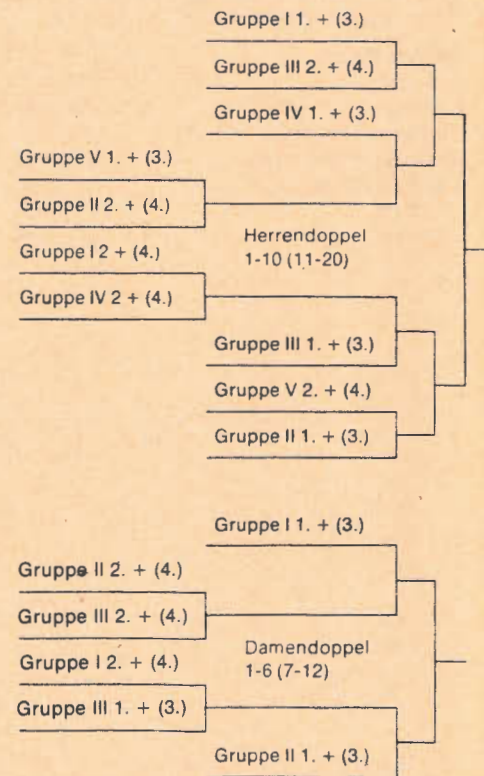 Gruppe I 1. + (3.)
Gruppe III 2. + (4.)
Gruppe IV 1. + (3.)
Gruppe V 1. + (3.)
Gruppe II 2. + (4.)
Gruppe I 2 + (4.)
Gruppe IV 2 + (4.)
Herrendoppel
1-10 (11-20)
Gruppe III 1. + (3.)
Gruppe V 2. + (4.)
Gruppe II 1. + (3.)
Gruppe I 1. + (3.)
Gruppe II 2. + (4.)
Gruppe III 2. + (4.)
Gruppe I 2. + (4.)
Gruppe III 1. + (3.)
Damendoppel
1-6 (7-12)
Gruppe II 1. + (3.)